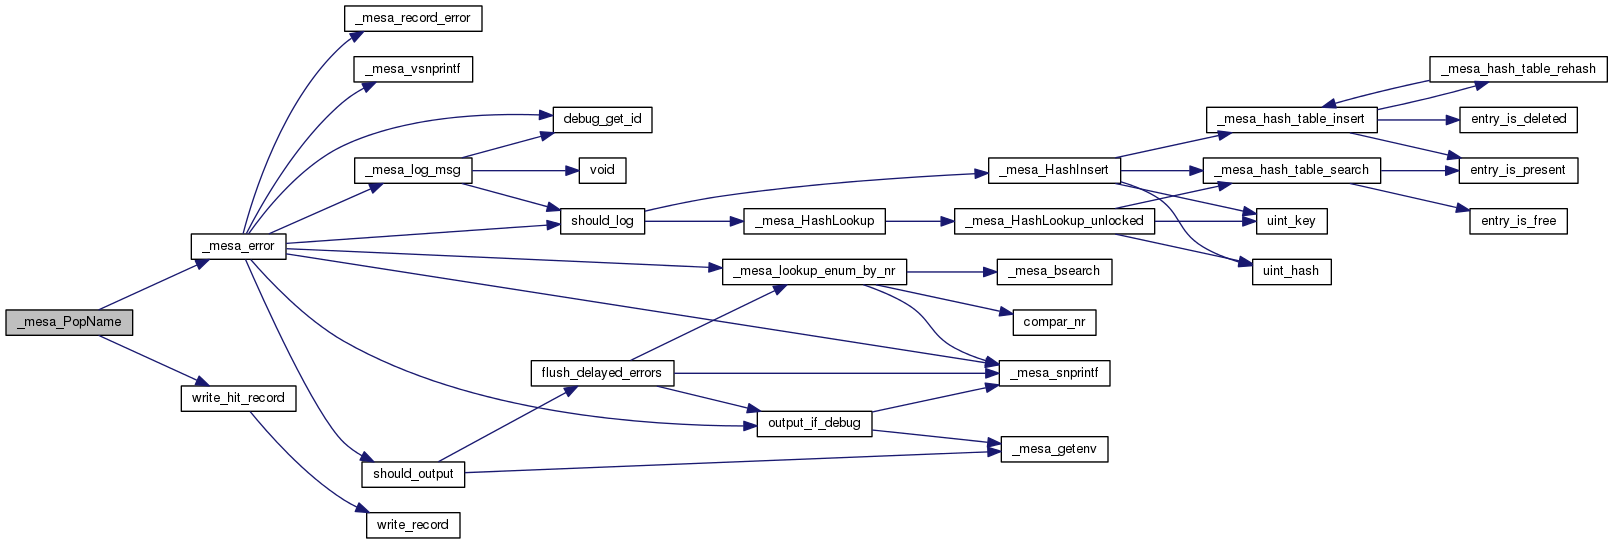 _mesa_record_error
_mesa_vsnprintf
_mesa_hash_table_rehash
debug_get_id
_mesa_hash_table_insert
entry_is_deleted
_mesa_log_msg
void
_mesa_HashInsert
_mesa_hash_table_search
entry_is_present
should_log
_mesa_HashLookup
_mesa_HashLookup_unlocked
uint_key
entry_is_free
_mesa_error
_mesa_lookup_enum_by_nr
_mesa_bsearch
uint_hash
_mesa_PopName
compar_nr
flush_delayed_errors
_mesa_snprintf
write_hit_record
output_if_debug
should_output
_mesa_getenv
write_record